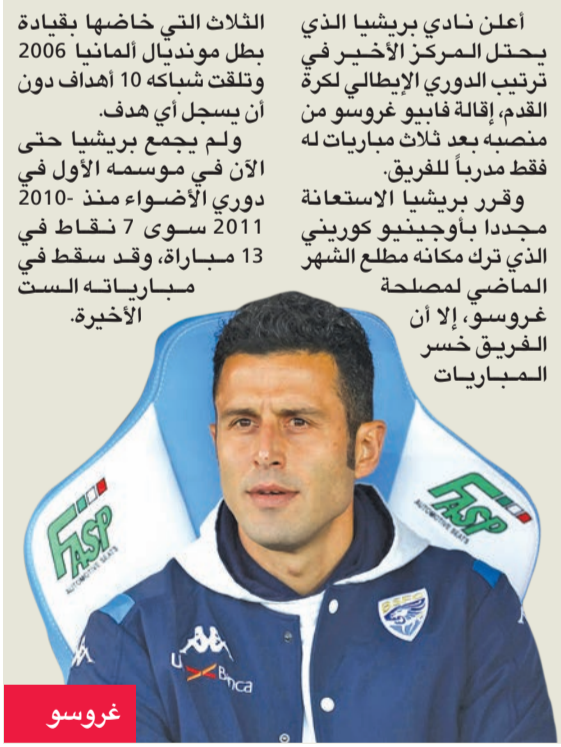 أعلن نادي بريشيا الذي
يحتل المركز الأخير في
ترتيب الدوري الإيطالي لكرة
القدم، إقالة فابيو غروسو من
منصبه بعد ثلاث مباريات له
فقط مدرباً للفريق.
وقرر بريشيا الاستعانة
مجددا بأوجينيو كوريني
الذي ترك مكانه مطلع الشهر
الماضي لمصلحة
غروسو، إلا أن
الفريق خسر
المباريات
الثلاث التي خاضها بقيادة
بطل مونديال ألمانيا 2006
وتلقت شباكه 10 أهداف دون
أن يسجل أي هدف.
ولم يجمع بريشيا حتى
الآن في موسمه الأول في
دوري الأضواء منذ 2010-
2011 سوى 7 نقاط في
13 مباراة، وقد سقط في
مبارياته الست
الأخيرة.
FASP
AUTOMOTIVE SEATS
FASP
AUTOMOTIVE SEATS
BSFC
Kappa
Banca
غروسو